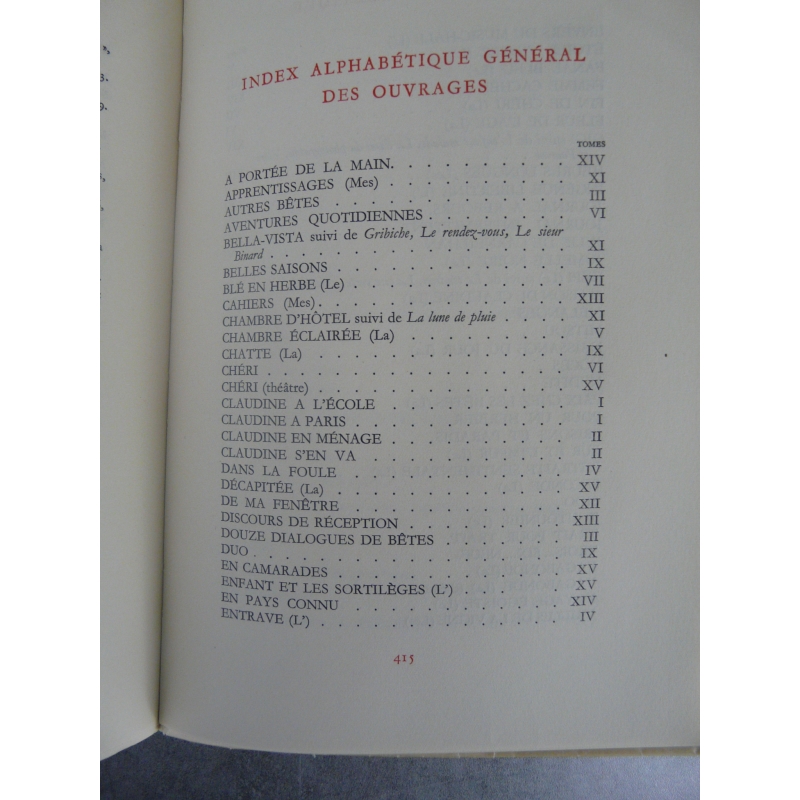 INDEX ALPHABÉTIQUE GÉNÉRAL
DES OUVRAGES
TOMES
A PORTÉE DE LA MAIN. . . . . . . . . . XIV
APPRENTISSAGES (Mes) . . . . . . . . . . XI
AUTRES BÊTES . . . . . . . . . . . . . III
AVENTURES QUOTIDIENNES . . . . . . . . VI
BELLA-VISTA suivi de Gribiche, Le rendez-vous, Le sieur
Binard . . . . . . . . . . . . . . . . XI
BELLES SAISONS . . . . . . . . . . . . IX
BLÉ EN HERBE (Le) . . . . . . . . . . . VII
CAHIERS (Mes) . . . . . . . . . . . . . XIII
CHAMBRE D'HÔTEL suivi de La lune de pluie . . . . XI
CHAMBRE ÉCLAIRÉE (La) . . . . . . . . . V
CHATTE (La) . . . . . . . . . . . . . . IX
CHÉRI . . . . . . . . . . . . . . . . VI
CHÉRI (théâtre) . . . . . . . . . . . . XV
CLAUDINE A L'ÉCOLE . . . . . . . . . . I
CLAUDINE A PARIS . . . . . . . . . . . I
CLAUDINE EN MÉNAGE . . . . . . . . . . II
CLAUDINE S'EN VA . . . . . . . . . . . II
DANS LA FOULE . . . . . . . . . . . . IV
DÉCAPITÉE (La) . . . . . . . . . . . . XV
DE MA FENÊTRE . . . . . . . . . . . . XII
DISCOURS DE RÉCEPTION . . . . . . . . . XIII
DOUZE DIALOGUES DE BÊTES . . . . . . . III
DUO . . . . . . . . . . . . . . . . . IX
EN CAMARADES . . . . . . . . . . . . . XV
ENFANT ET LES SORTILÈGES (L') . . . . . . XV
EN PAYS CONNU . . . . . . . . . . . . XIV
ENTRAVE (L') . . . . . . . . . . . . . IV
415